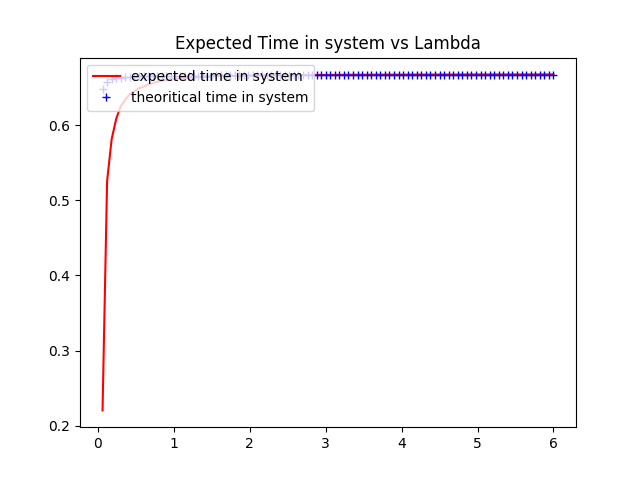 Expected Time in system vs Lambda
expected time in system
theoritical time in system
0.6
0.5
0.4
0.3
0.2
0 1 2 3 4 5 6